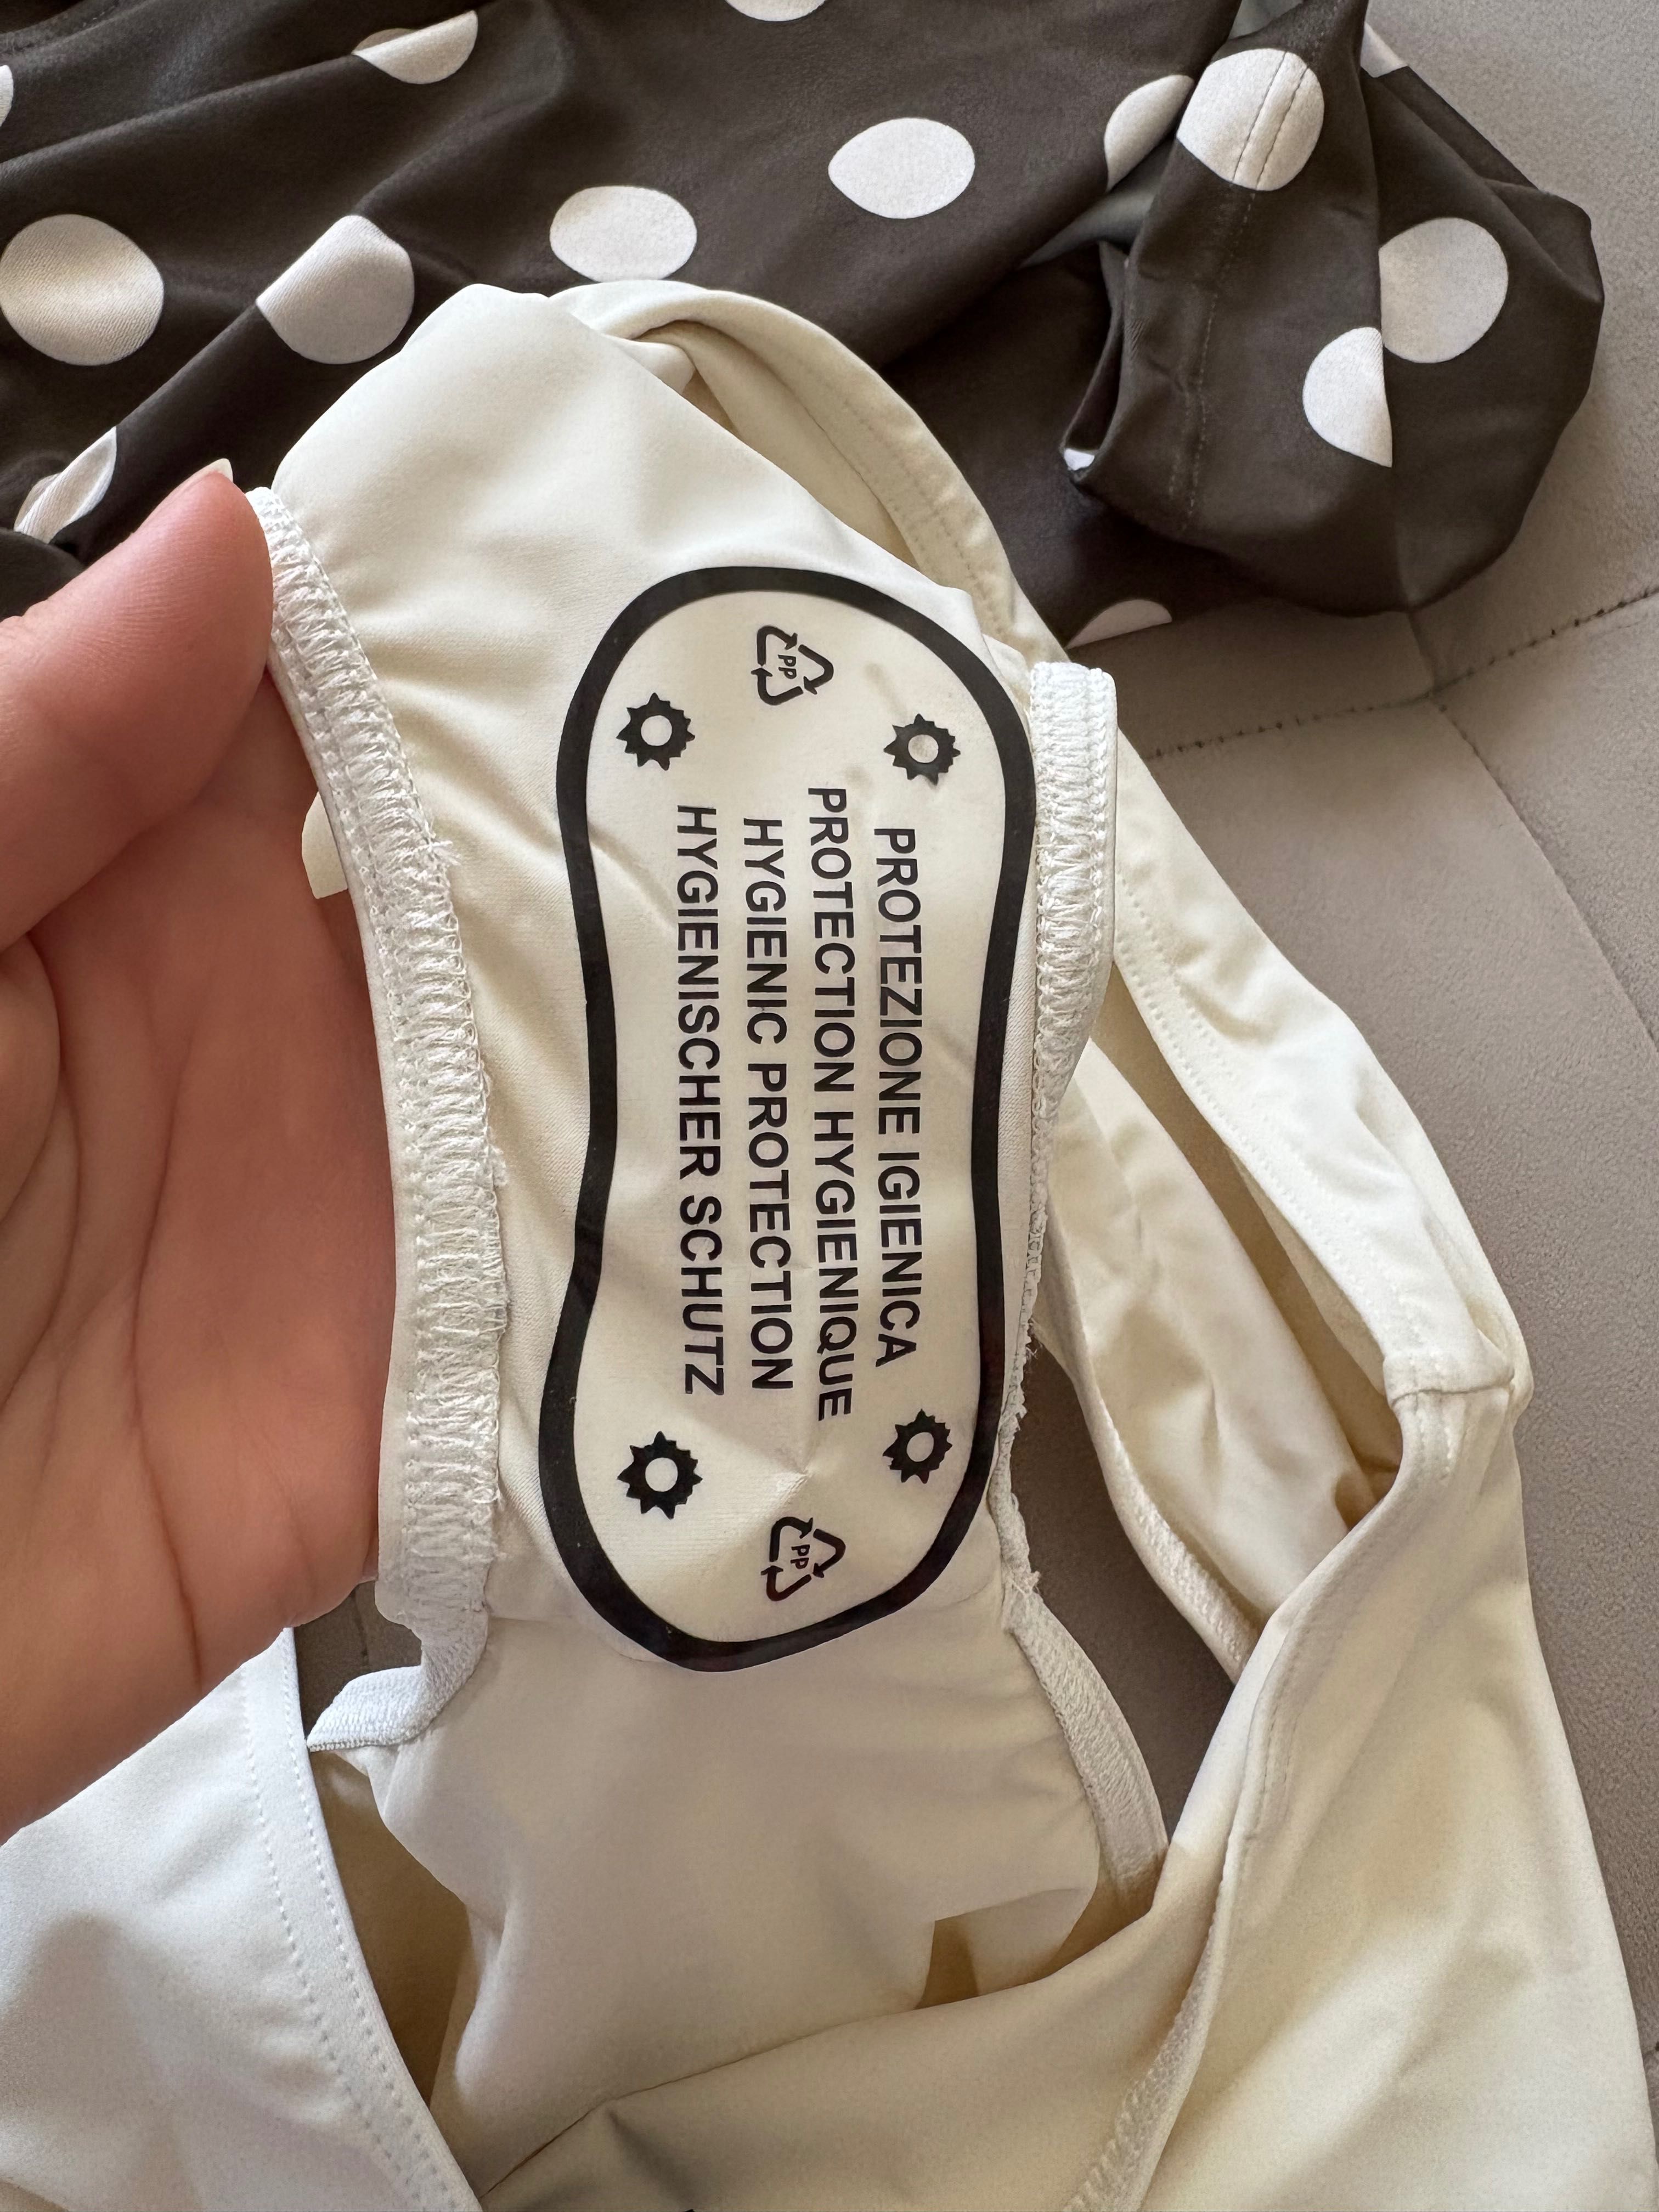 PP
PROTEZIONE IGIENICA
PROTECTION HYGIENIQUE
HYGIENIC PROTECTION
HYGIENISCHER SCHUTZ
PP